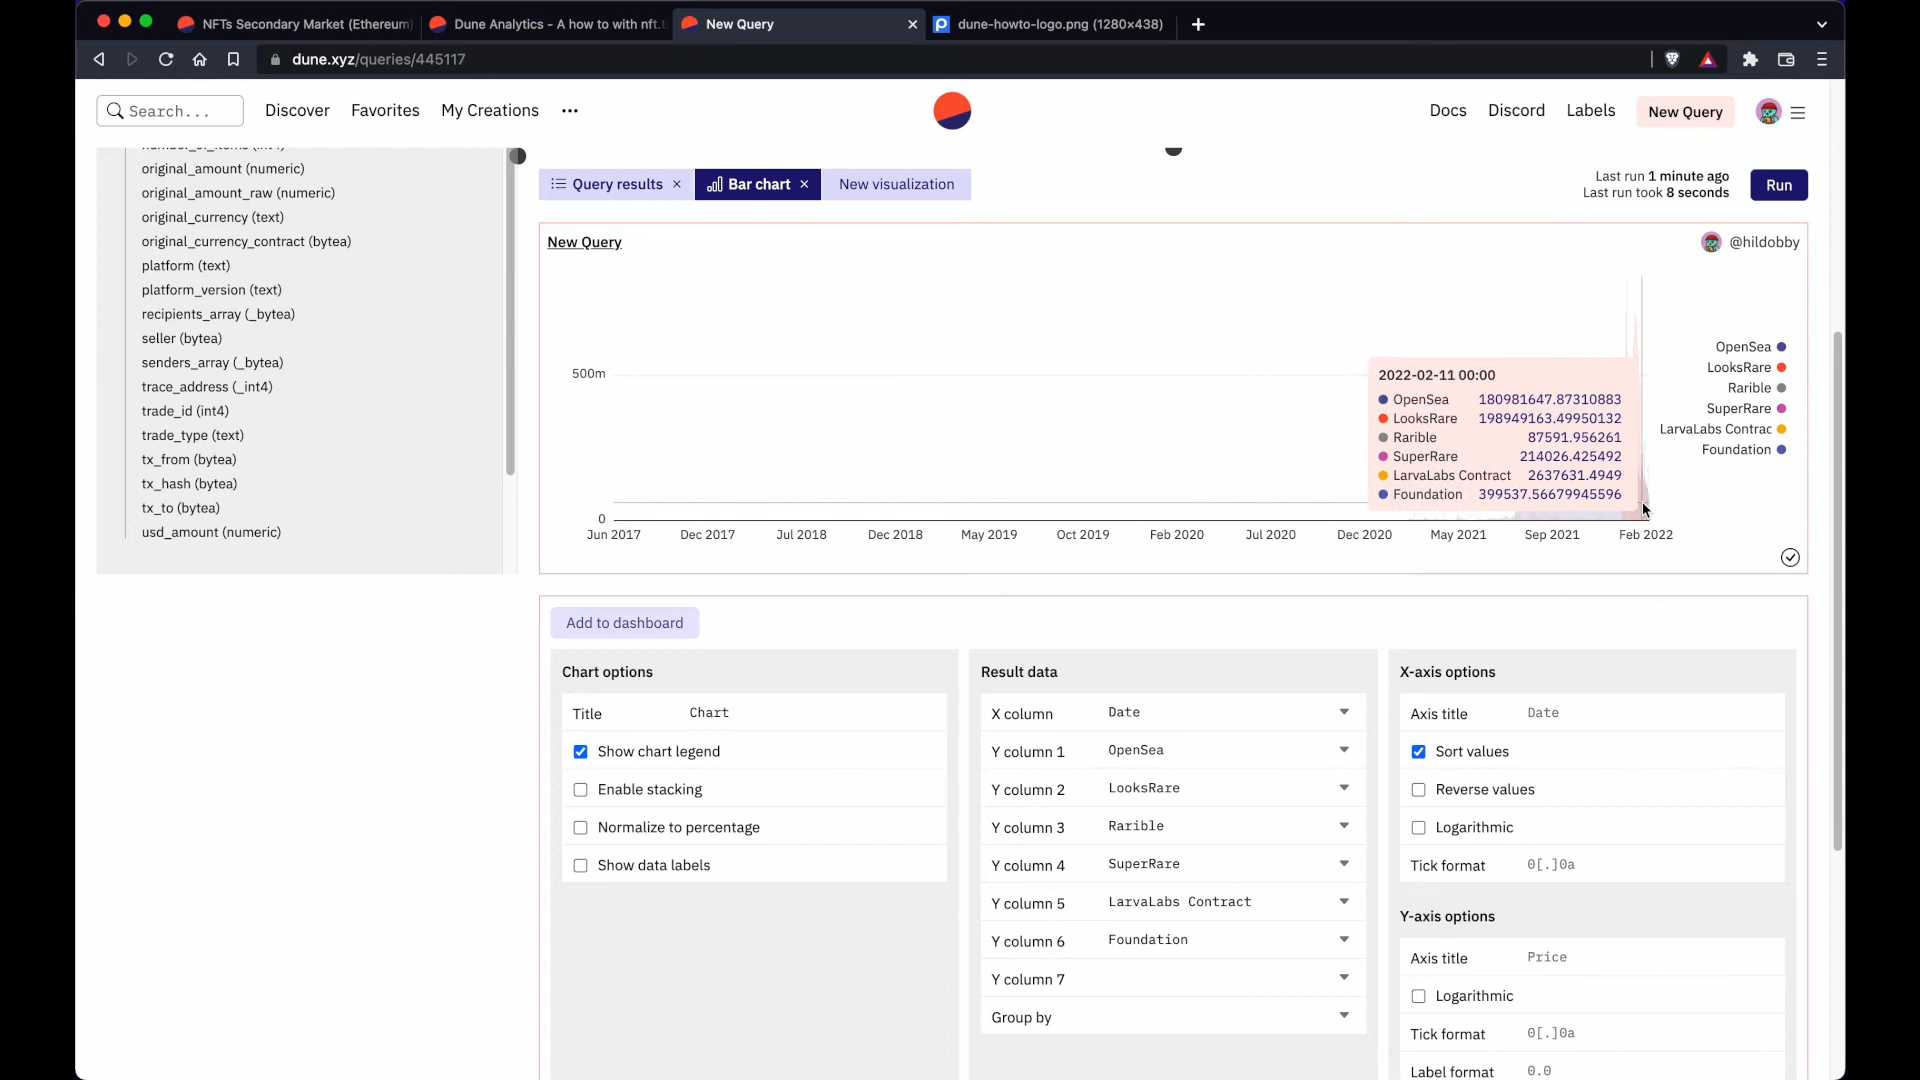 NFTs Secondary Market (Ethereum)
Dune Analytics - A how to with nft.t
New Query
dune-howto-logo.png (1280×438)
dune.xyz/queries/445117
Search...
Discover
Favorites
My Creations
Docs
Discord
Labels
New Query
number_of_items (int4)
original_amount (numeric)
original_amount_raw (numeric)
original_currency (text)
original_currency_contract (bytea)
platform (text)
platform_version (text)
recipients_array (_bytea)
seller (bytea)
senders_array (_bytea)
trace_address (_int4)
trade_id (int4)
trade_type (text)
tx_from (bytea)
tx_hash (bytea)
tx_to (bytea)
usd_amount (numeric)
Query results
Bar chart
New visualization
Last run 1 minute ago
Last run took 8 seconds
Run
New Query
@hildobby
500m
0
Jun 2017 Dec 2017 Jul 2018 Dec 2018 May 2019 Oct 2019 Feb 2020 Jul 2020 Dec 2020 May 2021 Sep 2021 Feb 2022
2022-02-11 00:00
OpenSea 180981647.87310883
LooksRare 198949163.49950132
Rarible 87591.956261
SuperRare 214026.425492
LarvaLabs Contract 2637631.4949
Foundation 399537.56679945596
OpenSea
LooksRare
Rarible
SuperRare
LarvaLabs Contrac
Foundation
Add to dashboard
Chart options
Title Chart
Show chart legend
Enable stacking
Normalize to percentage
Show data labels
Result data
X column Date
Y column 1 OpenSea
Y column 2 LooksRare
Y column 3 Rarible
Y column 4 SuperRare
Y column 5 LarvaLabs Contract
Y column 6 Foundation
Y column 7
Group by
X-axis options
Axis title Date
Sort values
Reverse values
Logarithmic
Tick format 0[.]0a
Y-axis options
Axis title Price
Logarithmic
Tick format 0[.]0a
Label format 0.0